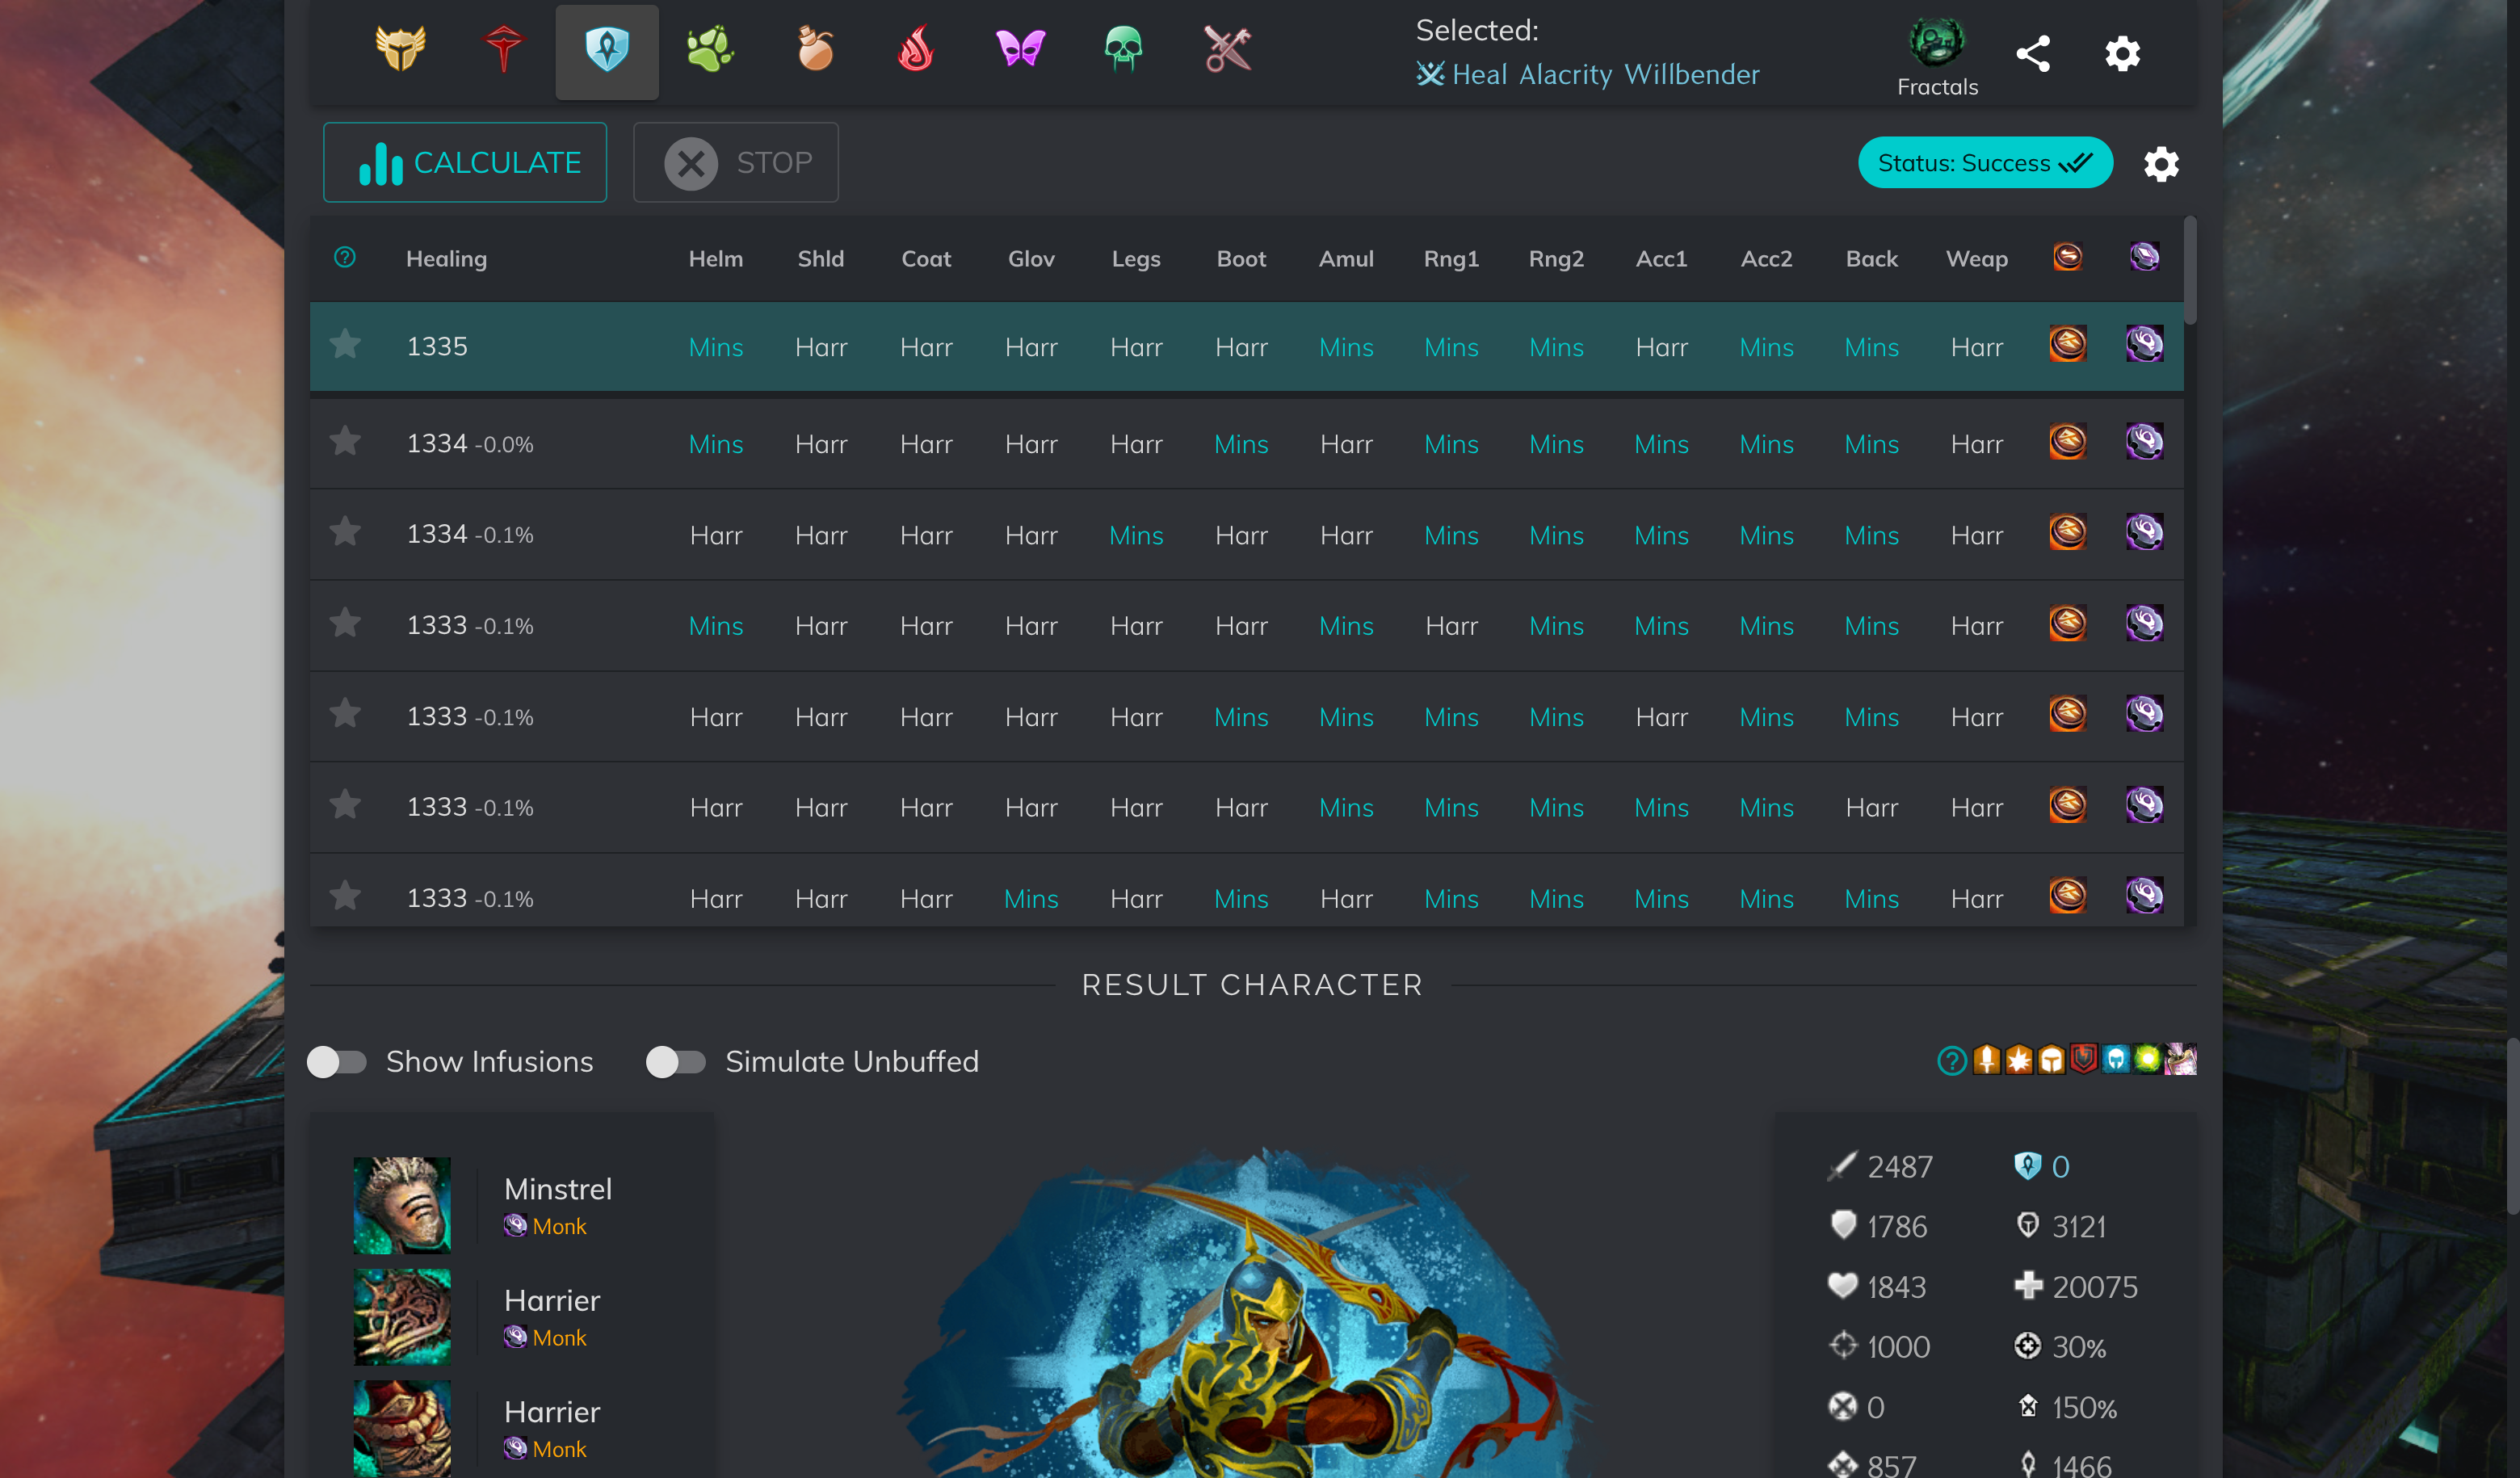 Selected:
Heal Alacrity Willbender
Fractals
CALCULATE
STOP
Status: Success
Healing Helm Shld Coat Glov Legs Boot Amul Rng1 Rng2 Acc1 Acc2 Back Weap
1335 Mins Harr Harr Harr Harr Harr Mins Mins Mins Harr Mins Mins Harr
1334 -0.0% Mins Harr Harr Harr Harr Mins Harr Mins Mins Mins Mins Mins Harr
1334 -0.1% Harr Harr Harr Harr Mins Harr Harr Mins Mins Mins Mins Mins Harr
1333 -0.1% Mins Harr Harr Harr Harr Harr Mins Harr Mins Mins Mins Mins Harr
1333 -0.1% Harr Harr Harr Harr Harr Mins Mins Mins Mins Harr Mins Mins Harr
1333 -0.1% Harr Harr Harr Harr Harr Harr Mins Mins Mins Mins Mins Harr Harr
1333 -0.1% Harr Harr Harr Mins Harr Mins Harr Mins Mins Mins Mins Mins Harr
RESULT CHARACTER
Show Infusions Simulate Unbuffed
Minstrel
Monk
Harrier
Monk
Harrier
Monk
2487 0
1786 3121
1843 20075
1000 30%
0 150%
857 1466